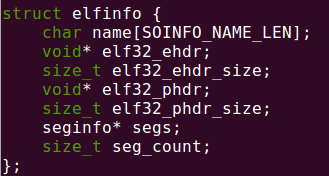 struct elfinfo {
    char name[SOINFO_NAME_LEN];
    void* elf32_ehdr;
    size_t elf32_ehdr_size;
    void* elf32_phdr;
    size_t elf32_phdr_size;
    seginfo* segs;
    size_t seg_count;
};